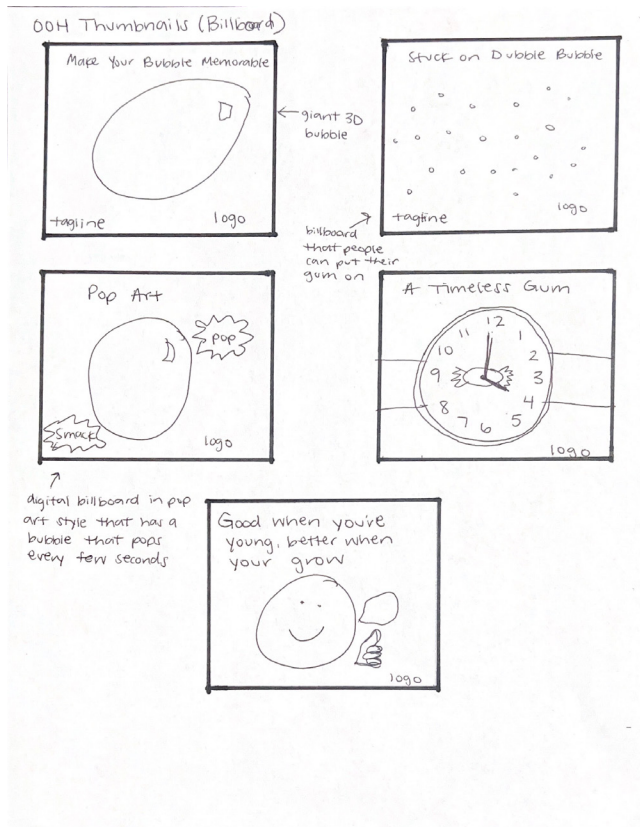 OOH Thumbnails (Billboard)
Make Your Bubble Memorable
tagline
logo
← giant 3D
bubble
Stuck on Dubble Bubble
tagline
logo
billboard
that people
can put their
gum on
Pop Art
Pop
Smack!
logo
digital billboard in pop
art style that has a
bubble that pops
every few seconds
A Timeless Gum
12
1
2
3
4
5
6
7
8
9
10
11
logo
Good when you're
young, better when
your grow
logo